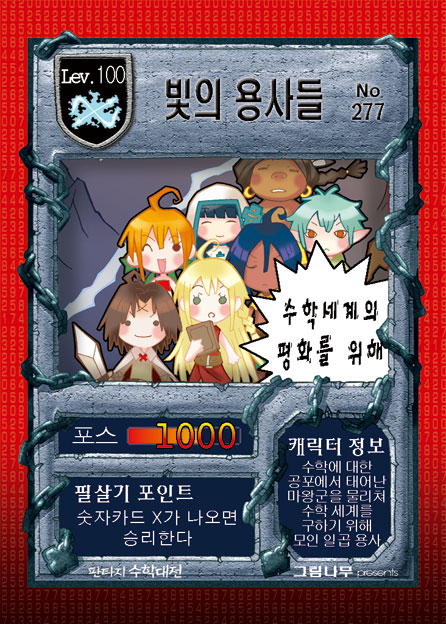 Lev.100
빛의 용사들
No
277
수학세계의
평화를 위해
포스 1000
필살기 포인트
숫자카드 X가 나오면
승리한다
캐릭터 정보
수학에 대한
공포에서 태어난
마왕군을 물리쳐
수학 세계를
구하기 위해
모인 일곱 용사
판타지 수학대전
그림나무 presents